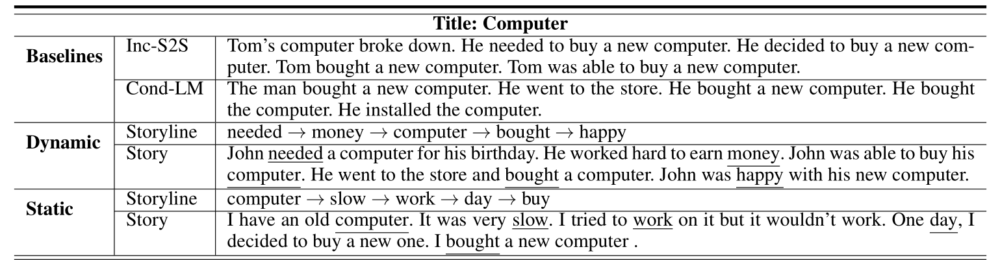 Title: Computer
Baselines
Inc-S2S
Tom's computer broke down. He needed to buy a new computer. He decided to buy a new com-
puter. Tom bought a new computer. Tom was able to buy a new computer.
Cond-LM
The man bought a new computer. He went to the store. He bought a new computer. He bought
the computer. He installed the computer.
Dynamic
Storyline
needed → money → computer → bought → happy
Story
John needed a computer for his birthday. He worked hard to earn money. John was able to buy his
computer. He went to the store and bought a computer. John was happy with his new computer.
Static
Storyline
computer → slow → work → day → buy
Story
I have an old computer. It was very slow. I tried to work on it but it wouldn't work. One day, I
decided to buy a new one. I bought a new computer .